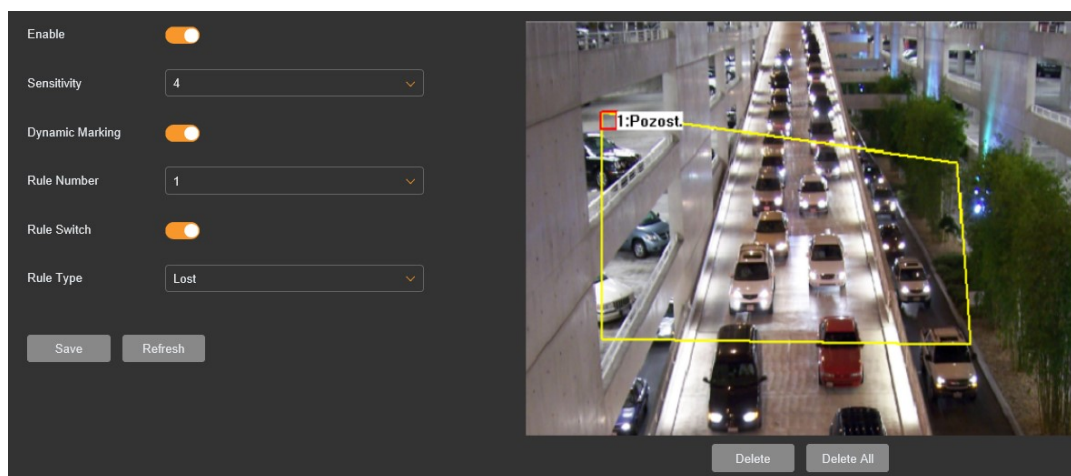 Enable
Sensitivity
4
Dynamic Marking
Rule Number
1
Rule Switch
Rule Type
Lost
Save
Refresh
1:Pozost.
Delete
Delete All